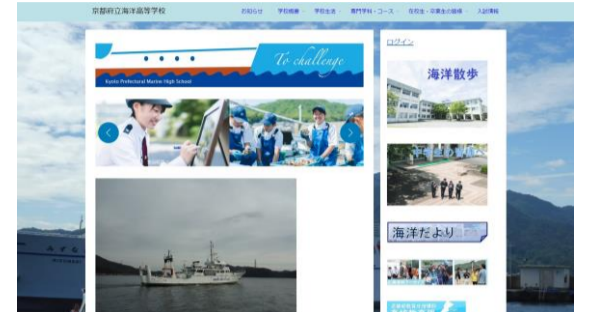 京都府立海洋高等学校
お知らせ
学校概要
学校生活
専門学科・コース
在校生・卒業生の皆様
入試情報
To challenge
Kyoto Prefectural Marine High School
ログイン
海洋散歩
海洋だより